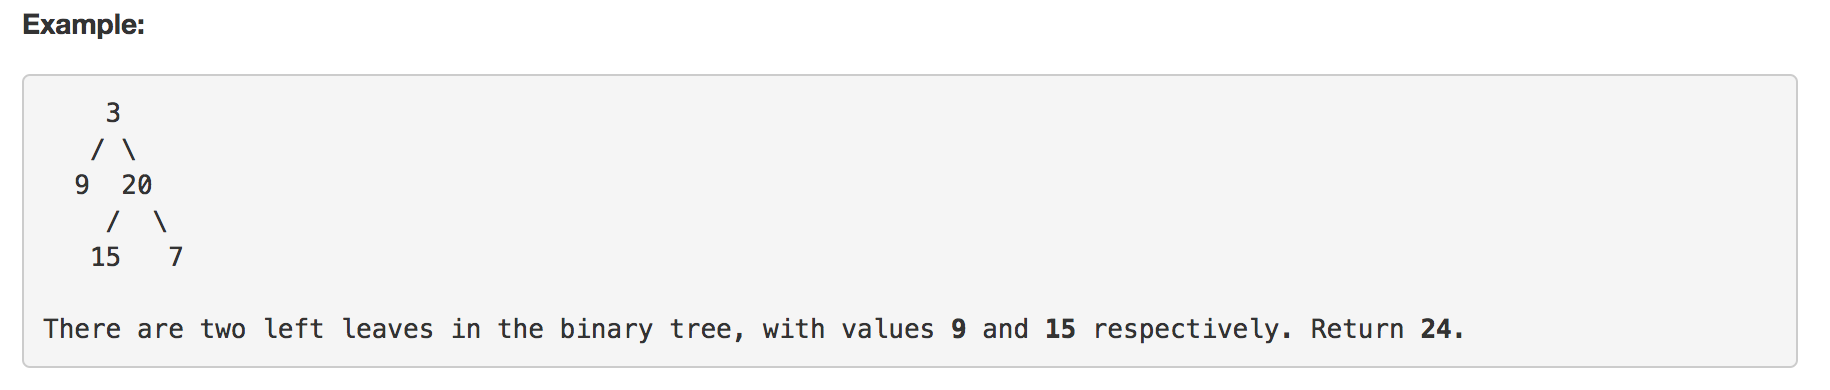 Example:
    3
   / \
  9  20
    /  \
   15   7
There are two left leaves in the binary tree, with values 9 and 15 respectively. Return 24.